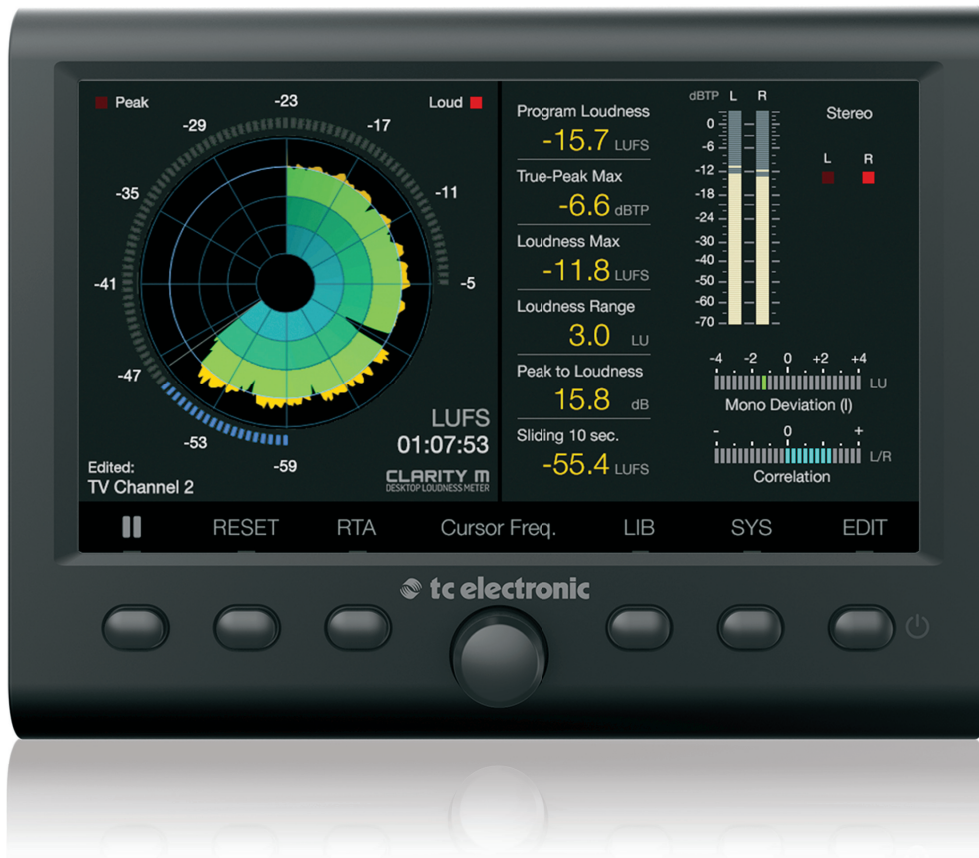 Peak
Loud
-23
-29
-17
-35
-11
-41
-5
-47
-53
-59
LUFS
01:07:53
Edited:
TV Channel 2
CLARITY M
DESKTOP LOUDNESS METER
Program Loudness
-15.7 LUFS
True-Peak Max
-6.6 dBTP
Loudness Max
-11.8 LUFS
Loudness Range
3.0 LU
Peak to Loudness
15.8 dB
Sliding 10 sec.
-55.4 LUFS
dBTP L R
0
-6
-12
-18
-24
-30
-40
-50
-60
-70
Stereo
L R
-4 -2 0 +2 +4
LU
Mono Deviation (I)
- 0 +
L/R
Correlation
RESET RTA Cursor Freq. LIB SYS EDIT
tc electronic